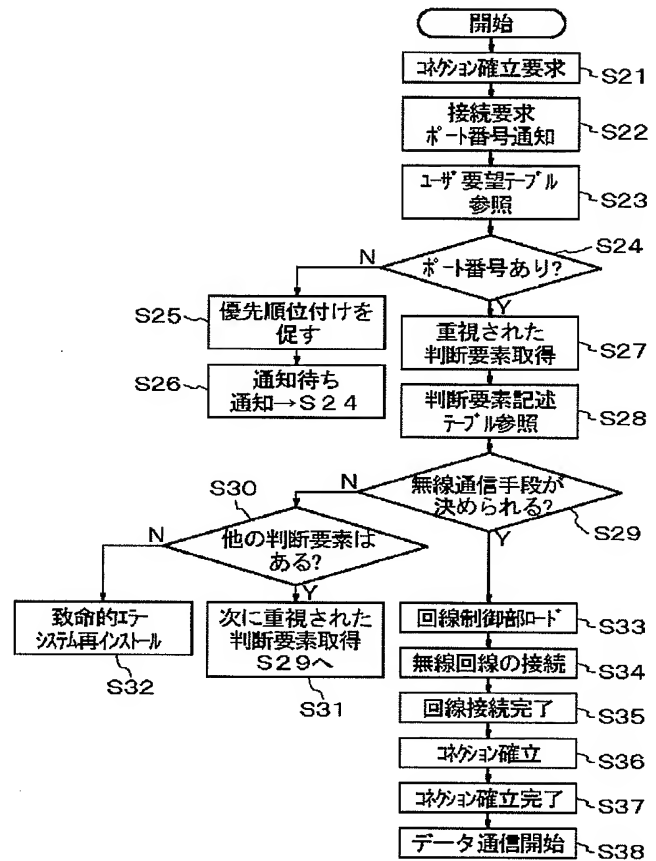 開始
コネクション確立要求
S21
接続要求
ポート番号通知
S22
ユーザ要望テーブル
参照
S23
S24
ポート番号あり?
N
Y
S25
優先順位付けを
促す
S26
通知待ち
通知→S24
重視された
判断要素取得
S27
判断要素記述
テーブル参照
S28
無線通信手段が
決められる?
S29
N
Y
S30
他の判断要素は
ある?
N
Y
致命的エラー
システム再インストール
S32
次に重視された
判断要素取得
S29へ
S31
回線制御部ロード
S33
無線回線の接続
S34
回線接続完了
S35
コネクション確立
S36
コネクション確立完了
S37
データ通信開始
S38